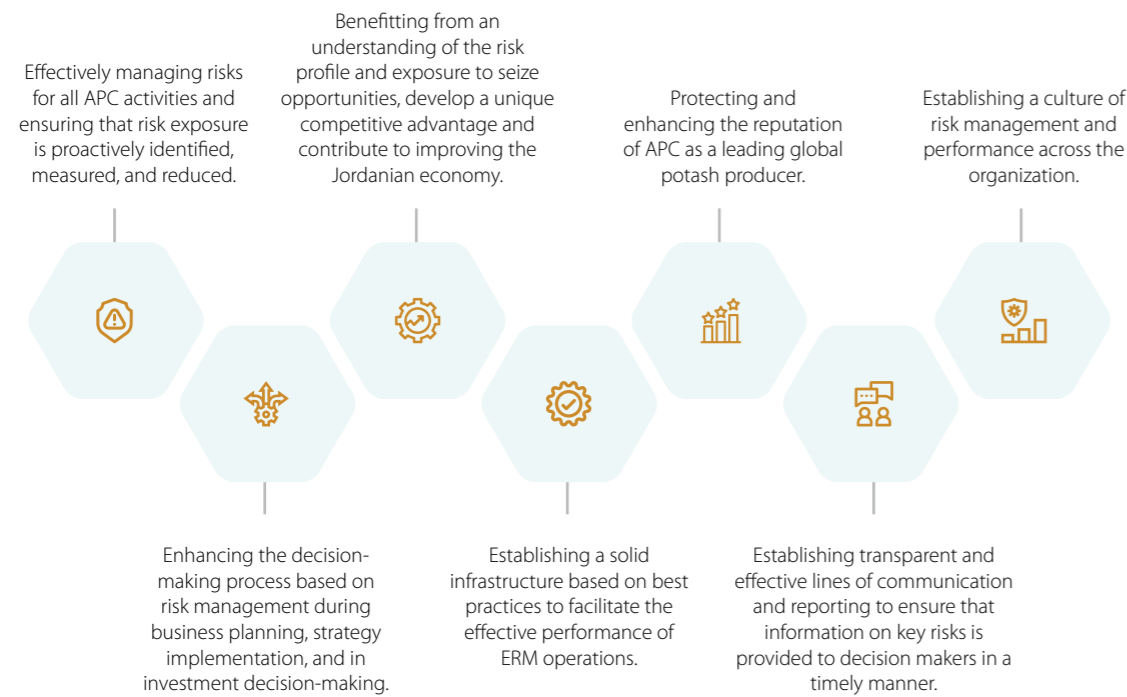 Effectively managing risks
for all APC activities and
ensuring that risk exposure
is proactively identified,
measured, and reduced.
Enhancing the decision-
making process based on
risk management during
business planning, strategy
implementation, and in
investment decision-making.
Benefitting from an
understanding of the risk
profile and exposure to seize
opportunities, develop a unique
competitive advantage and
contribute to improving the
Jordanian economy.
Establishing a solid
infrastructure based on best
practices to facilitate the
effective performance of
ERM operations.
Protecting and
enhancing the reputation
of APC as a leading global
potash producer.
Establishing transparent and
effective lines of communication
and reporting to ensure that
information on key risks is
provided to decision makers in a
timely manner.
Establishing a culture of
risk management and
performance across the
organization.